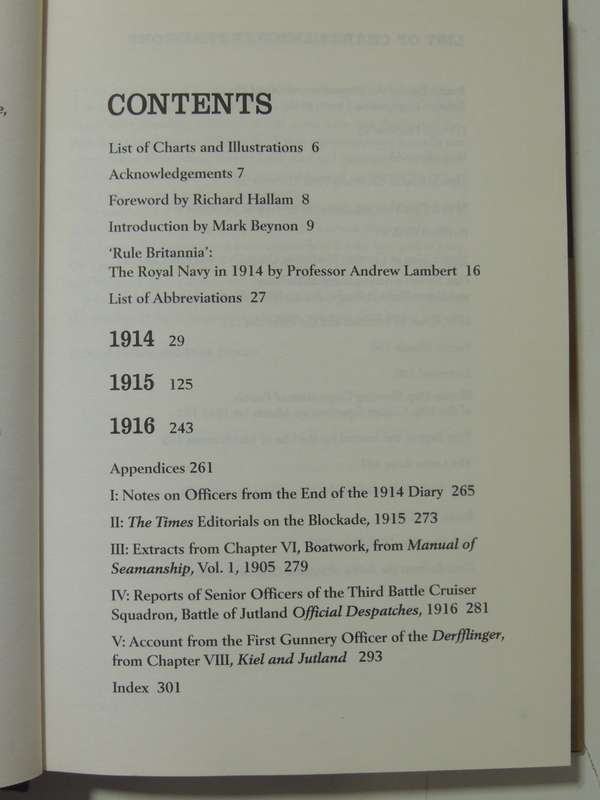 CONTENTS
List of Charts and Illustrations 6
Acknowledgements 7
Foreword by Richard Hallam 8
Introduction by Mark Beynon 9
‘Rule Britannia’:
The Royal Navy in 1914 by Professor Andrew Lambert 16
List of Abbreviations 27
1914 29
1915 125
1916 243
Appendices 261
I: Notes on Officers from the End of the 1914 Diary 265
II: The Times Editorials on the Blockade, 1915 273
III: Extracts from Chapter VI, Boatwork, from Manual of
Seamanship, Vol. 1, 1905 279
IV: Reports of Senior Officers of the Third Battle Cruiser
Squadron, Battle of Jutland Official Despatches, 1916 281
V: Account from the First Gunnery Officer of the Derfflinger,
from Chapter VIII, Kiel and Jutland 293
Index 301